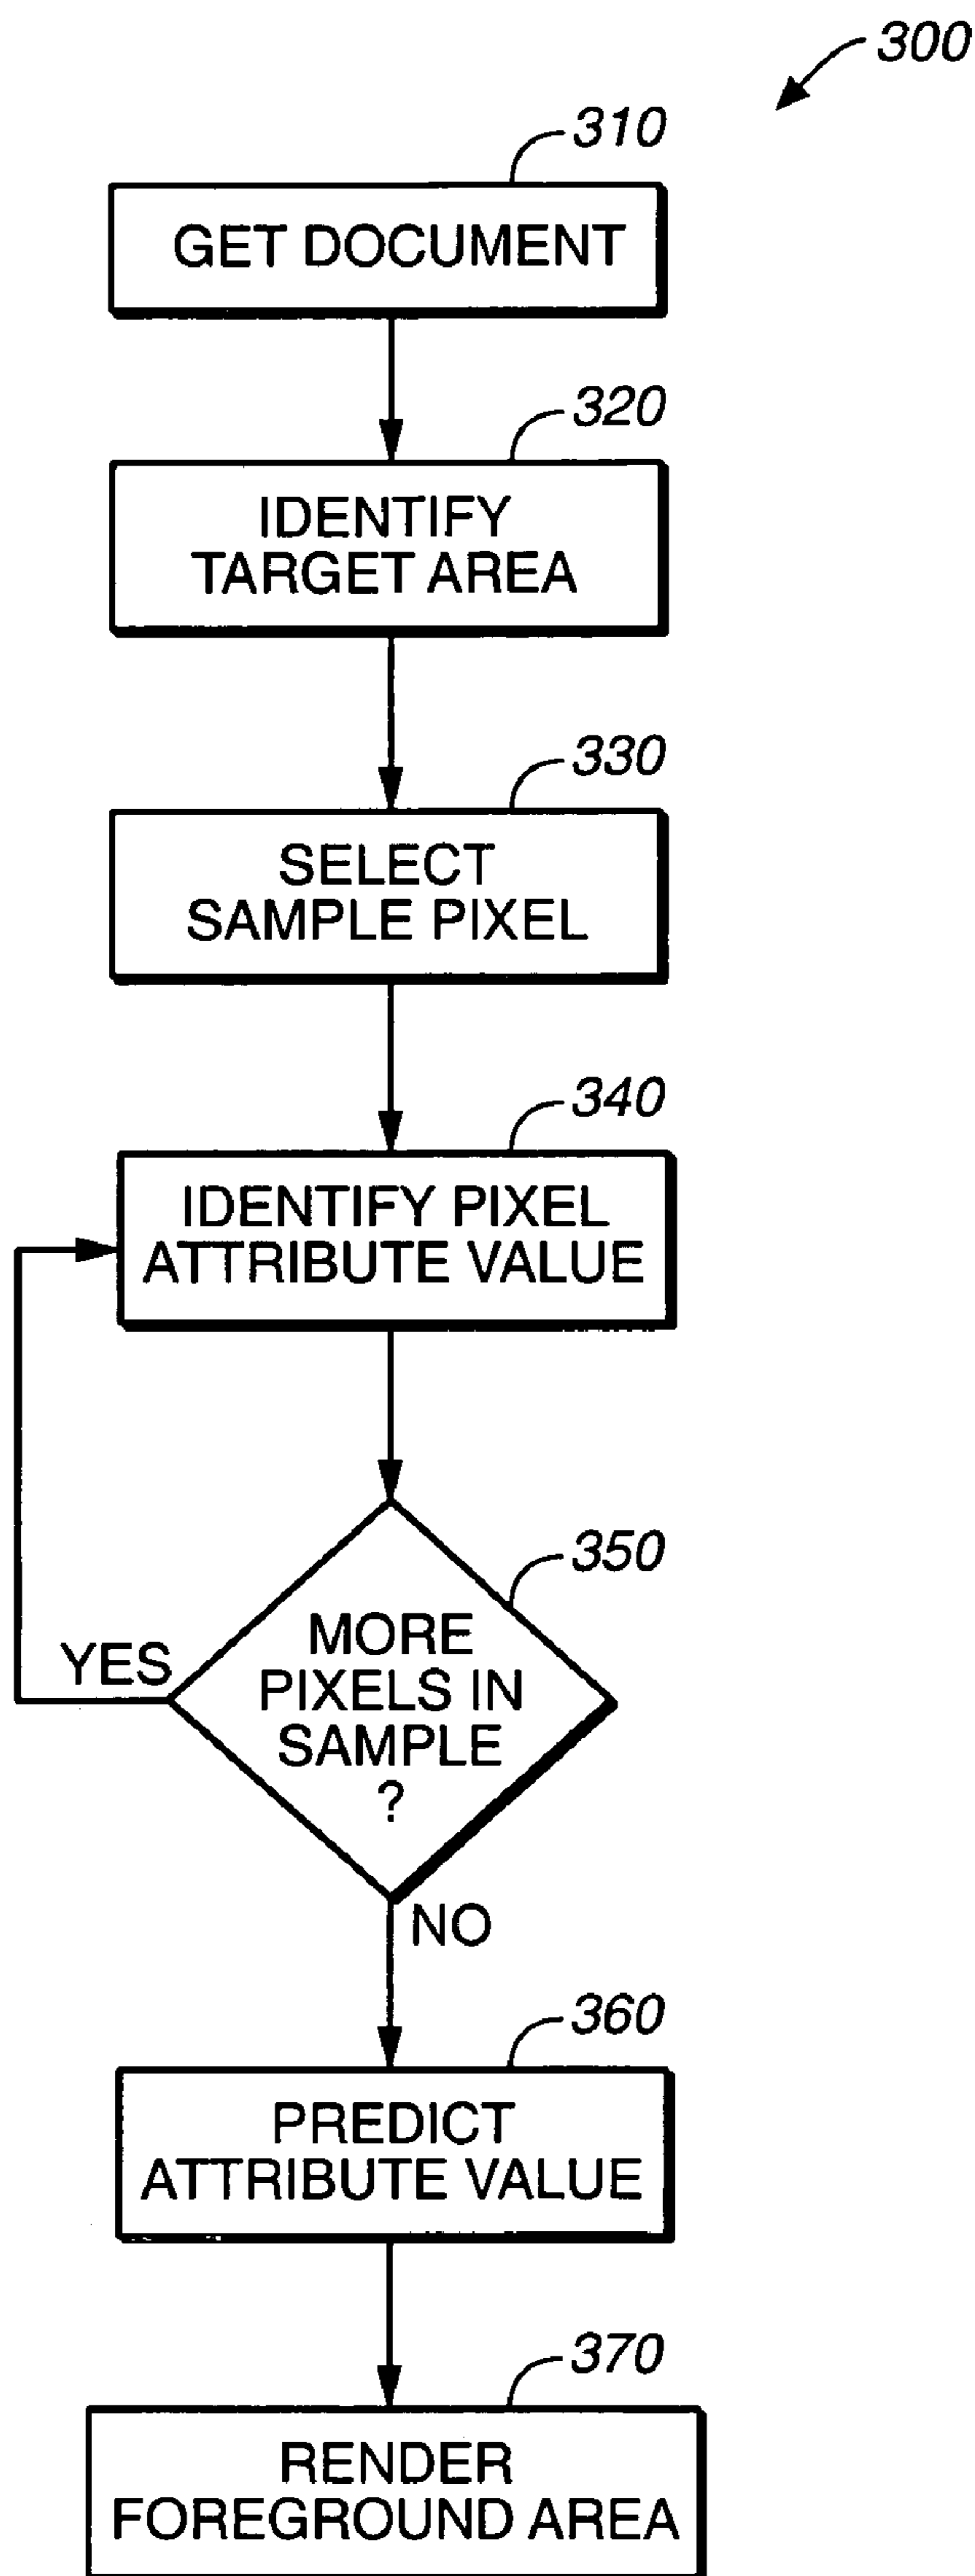 300
310
GET DOCUMENT
320
IDENTIFY
TARGET AREA
330
SELECT
SAMPLE PIXEL
340
IDENTIFY PIXEL
ATTRIBUTE VALUE
350
MORE
PIXELS IN
SAMPLE
?
YES
NO
360
PREDICT
ATTRIBUTE VALUE
370
RENDER
FOREGROUND AREA